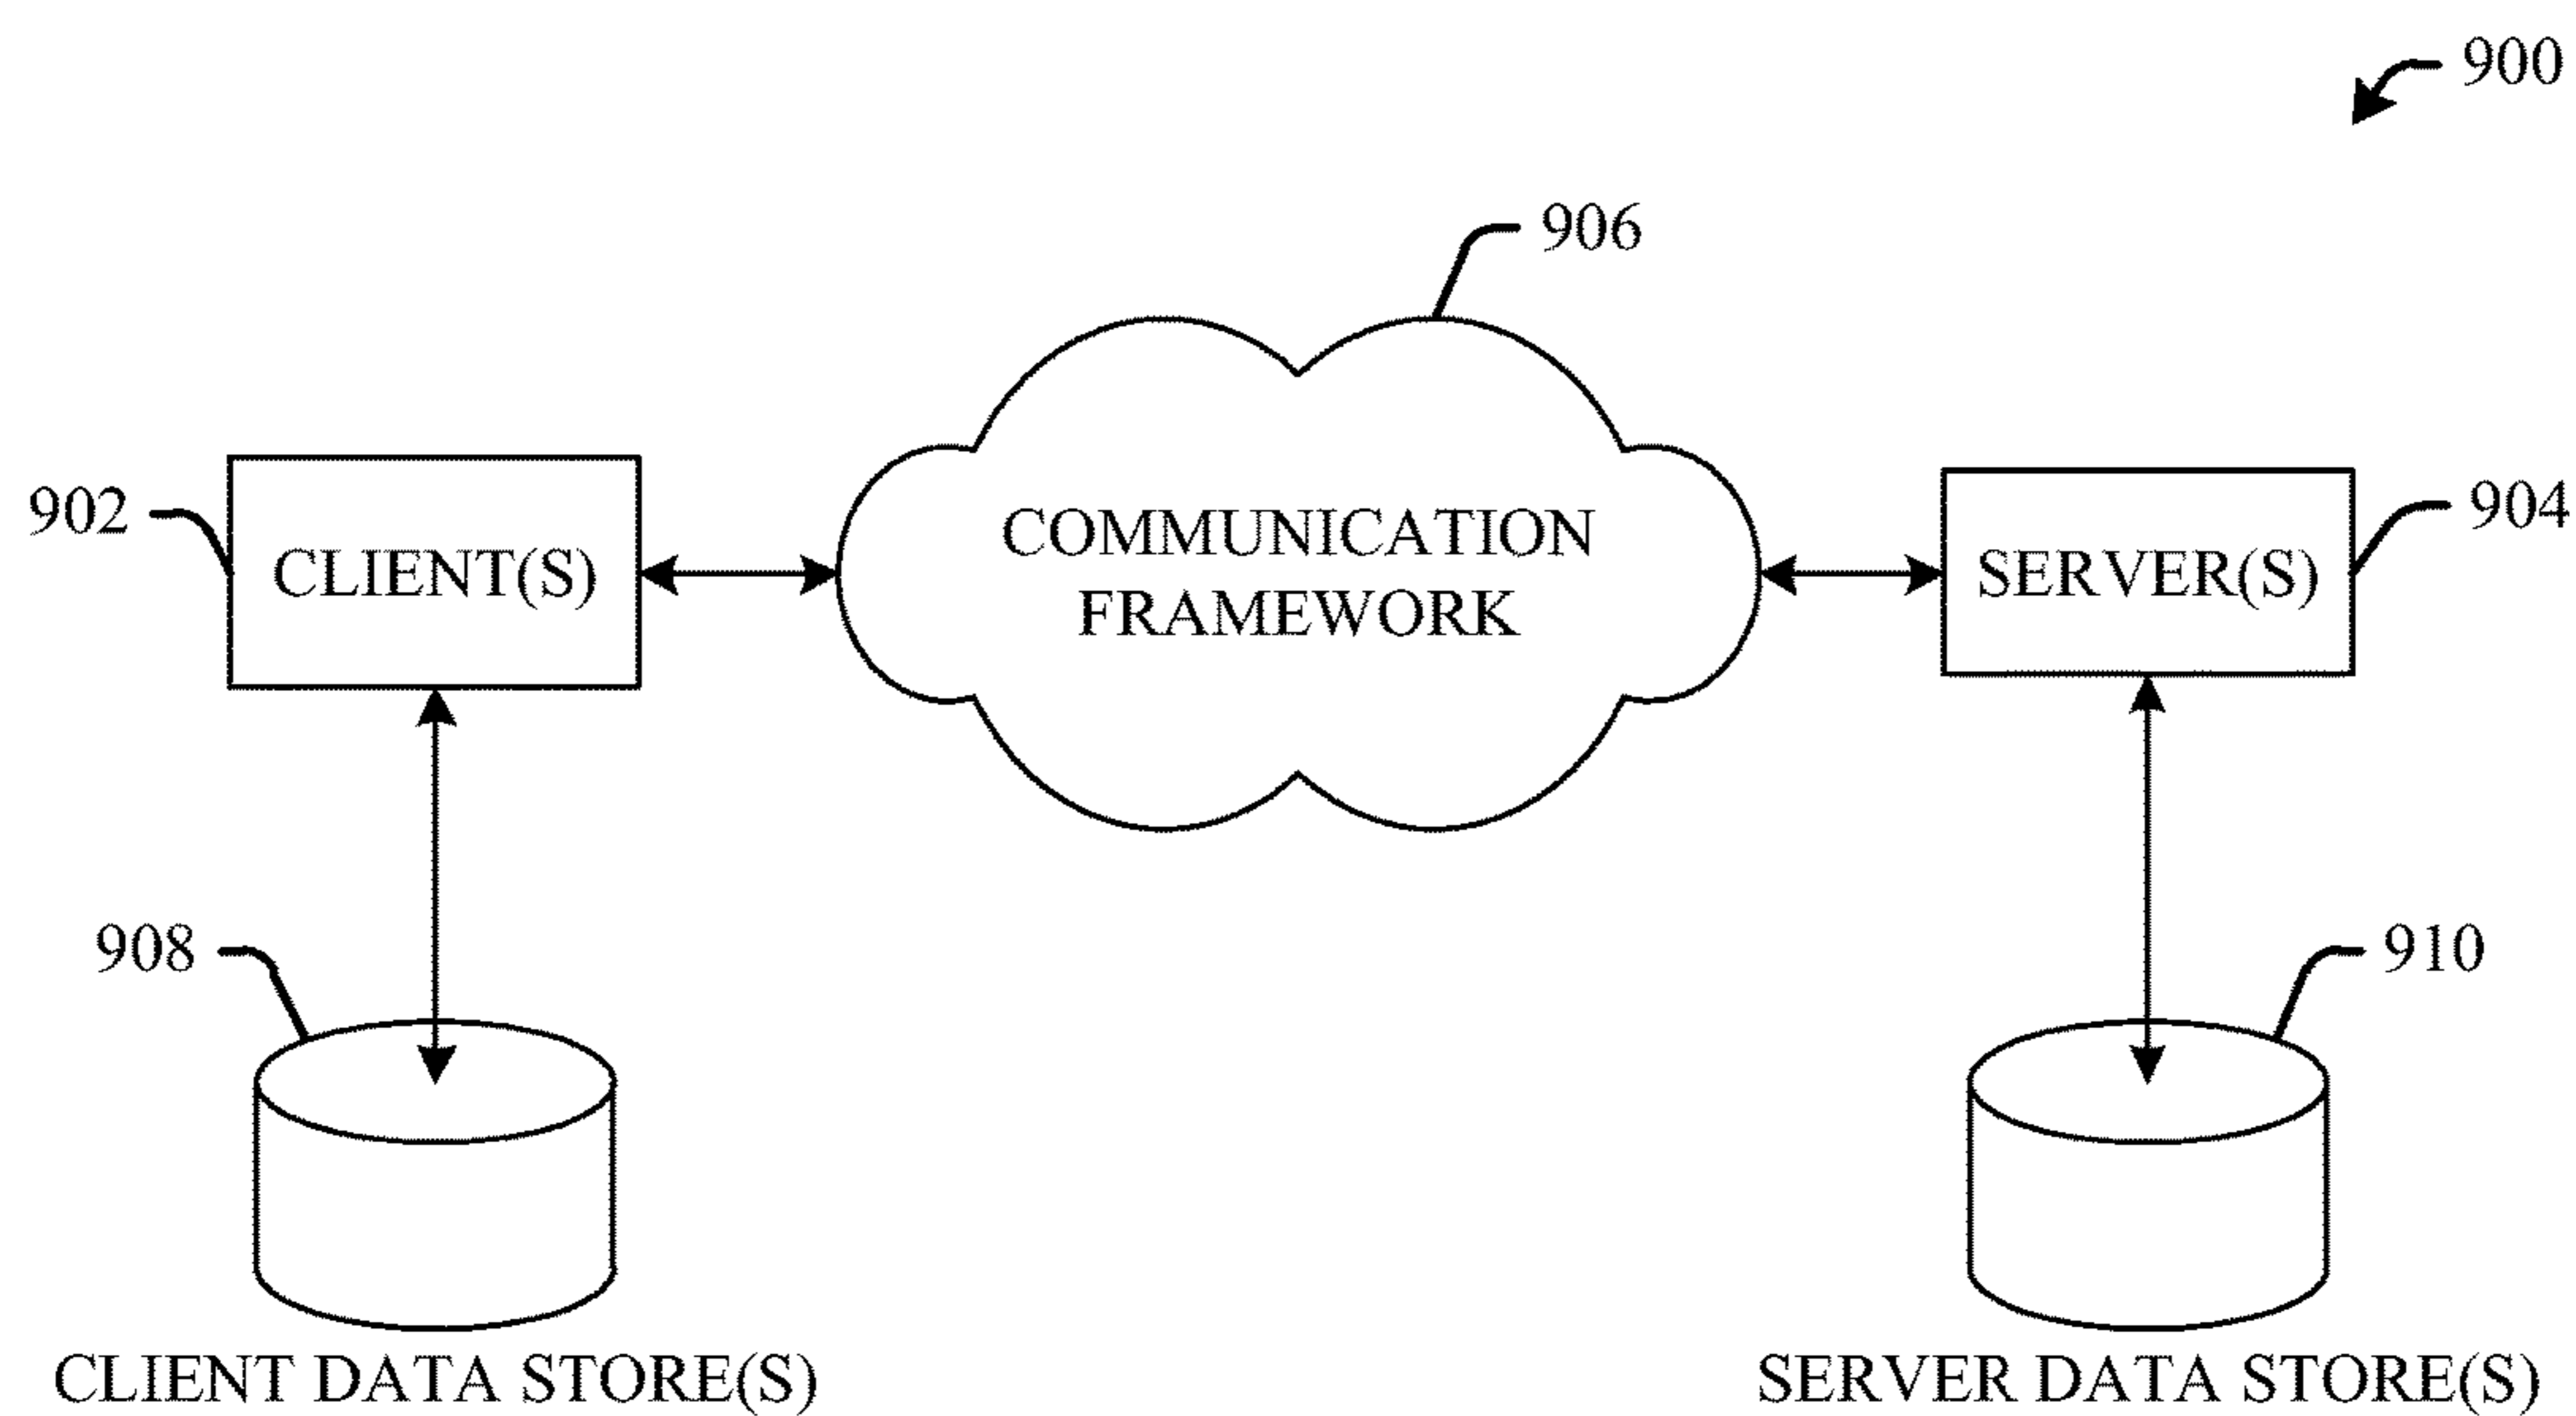 900
906
902
CLIENT(S)
COMMUNICATION
FRAMEWORK
SERVER(S)
904
908
910
CLIENT DATA STORE(S)
SERVER DATA STORE(S)